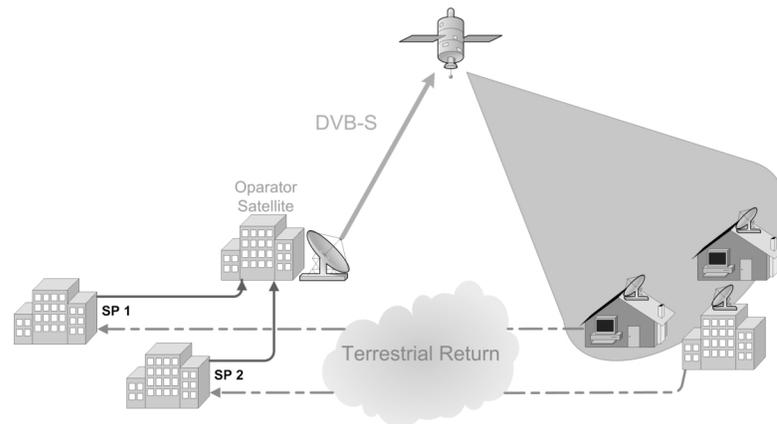 DVB-S
Oparator
Satellite
SP 1
Terrestrial Return
SP 2